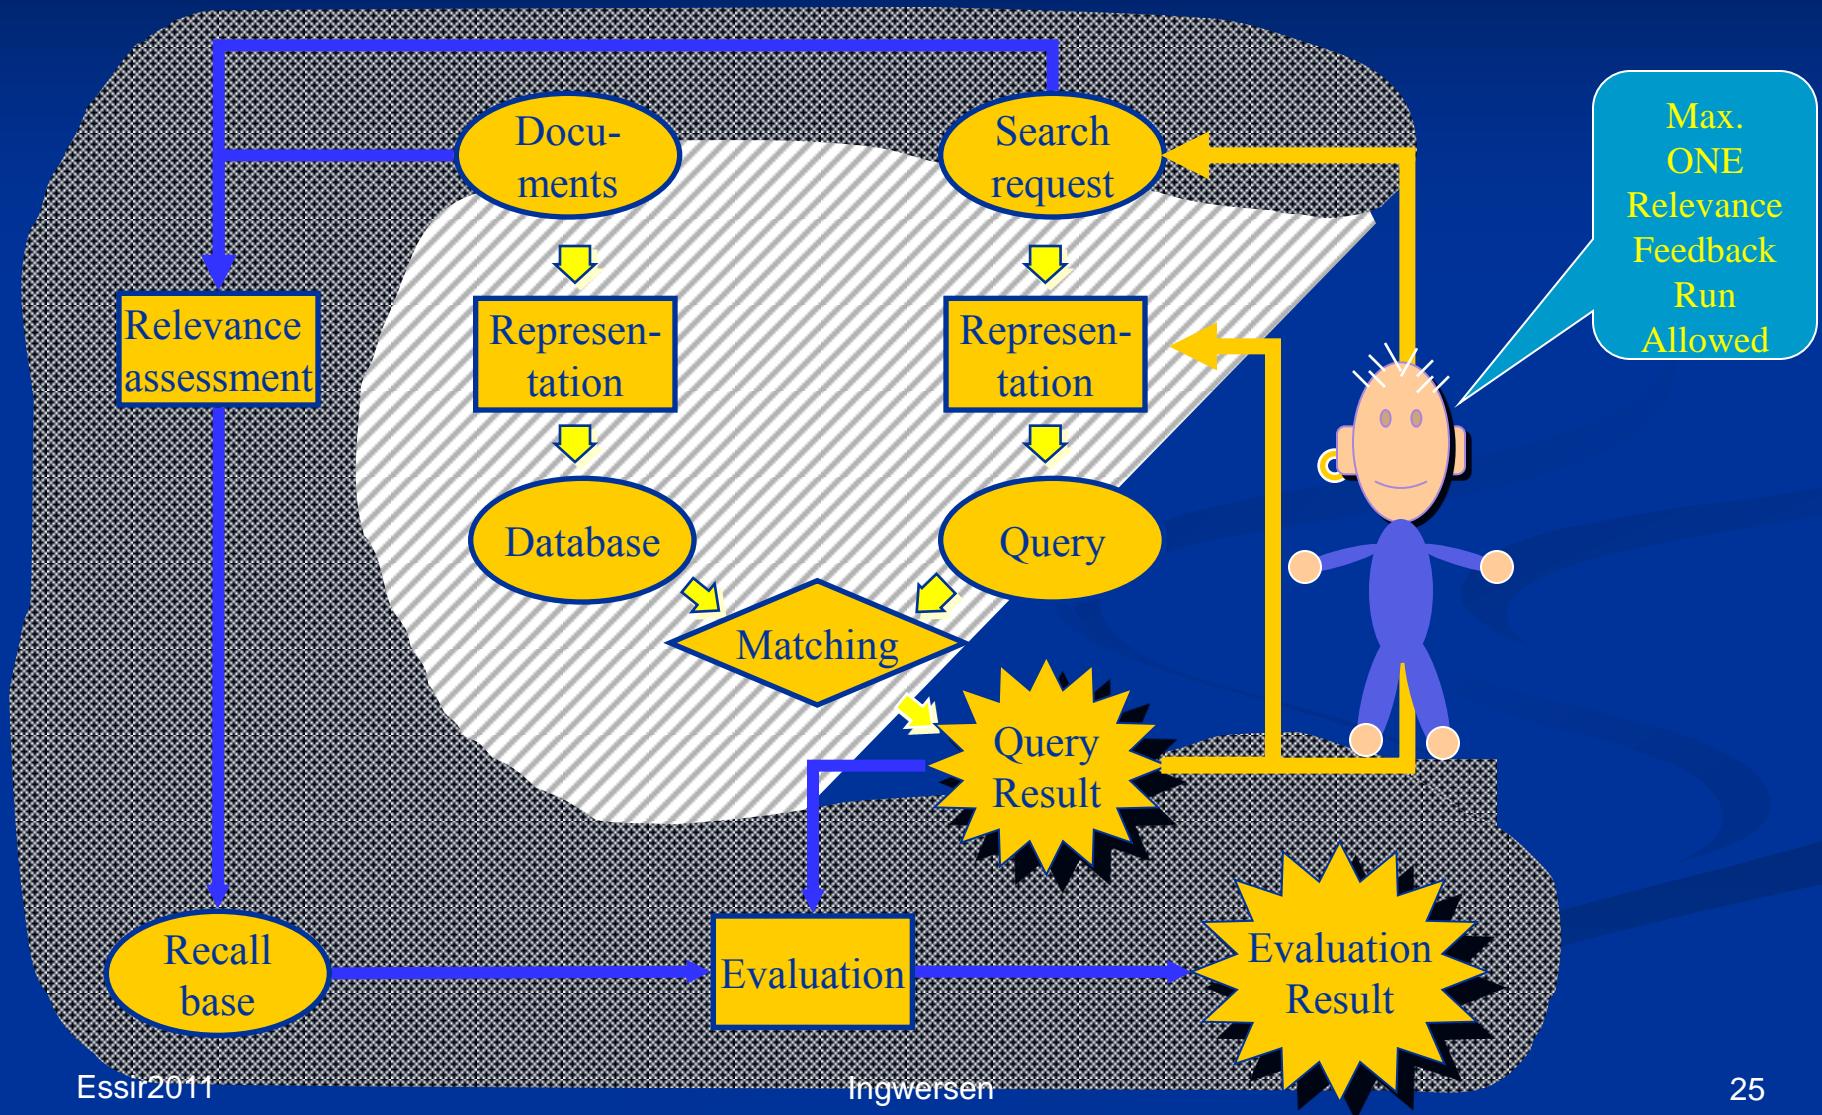 Docu-
ments
Search
request
Max.
ONE
Relevance
Feedback
Run
Allowed
Relevance
assessment
Represen-
tation
Represen-
tation
Database
Query
Matching
Query
Result
Recall
base
Evaluation
Evaluation
Result
Essir2011
Ingwersen
25